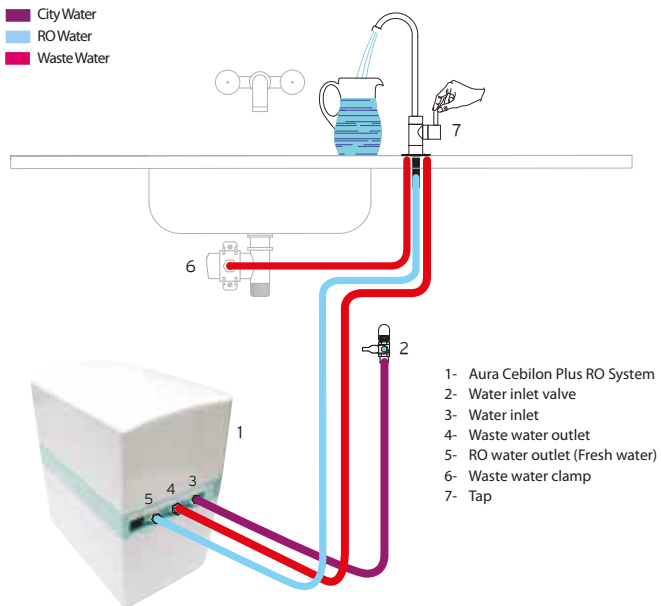 City Water
RO Water
Waste Water
7
6
2
1
3
4
5
1- Aura Cebilon Plus RO System
2- Water inlet valve
3- Water inlet
4- Waste water outlet
5- RO water outlet (Fresh water)
6- Waste water clamp
7- Tap